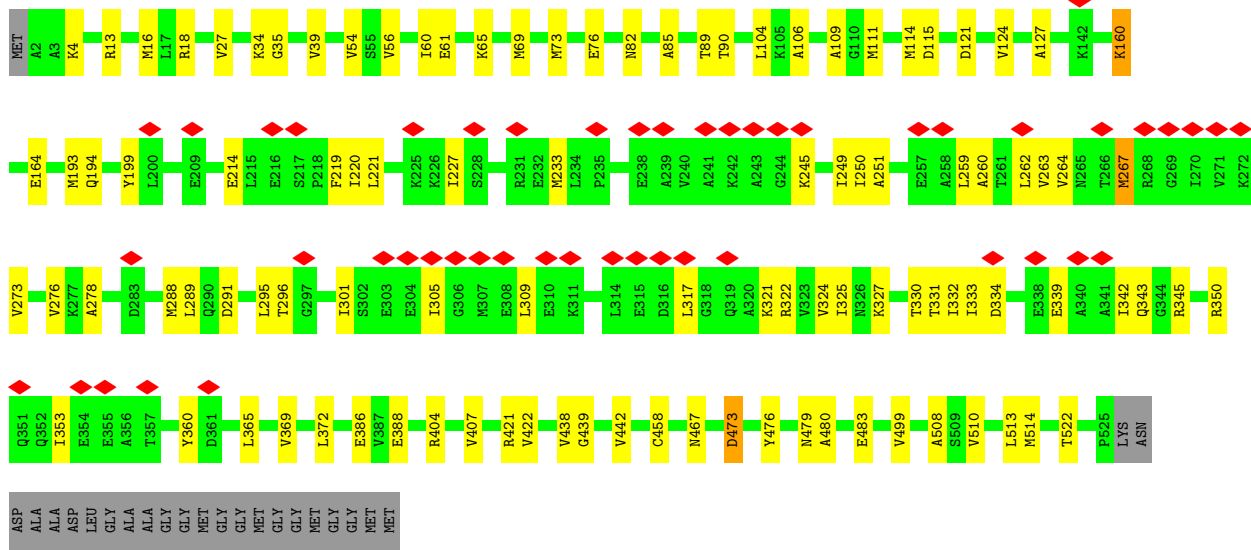 MET A2 A3 K4 R13 M16 L17 R18 V27 K34 G35 V39 V54 S55 V56 I60 E61 K65 M69 M73 E76 N82 A85 T89 T90 L104 K105 A106 A109 G110 M111 M114 D115 D121 V124 A127 K142 K160
E164 M193 Q194 Y199 L200 E209 E214 L215 E216 S217 P218 F219 I220 L221 K225 K226 I227 S228 R231 E232 M233 L234 P235 E238 A239 V240 A241 K242 A243 G244 K245 I249 I250 A251 E257 A258 L259 A260 T261 L262 V263 V264 N265 T266 M267 R268 G269 I270 V271 K272
V273 V276 K277 A278 D283 M288 L289 Q290 D291 L295 T296 G297 I301 S302 E303 E304 I305 G306 M307 E308 L309 E310 K311 L314 E315 D316 L317 G318 Q319 A320 K321 R322 V323 V324 I325 N326 K327 T330 T331 I332 I333 D334 E338 E339 A340 A341 I342 Q343 G344 R345 R350
Q351 Q352 I353 E354 E355 A356 T357 Y360 D361 L365 V369 L372 E386 V387 E388 R404 V407 R421 V422 V438 G439 V442 C458 N467 D473 Y476 N479 A480 E483 V499 A508 S509 V510 L513 M514 T522 P525 LYS ASN
ASP ALA ALA ASP LEU GLY ALA ALA GLY GLY MET GLY GLY MET GLY GLY MET GLY GLY MET MET